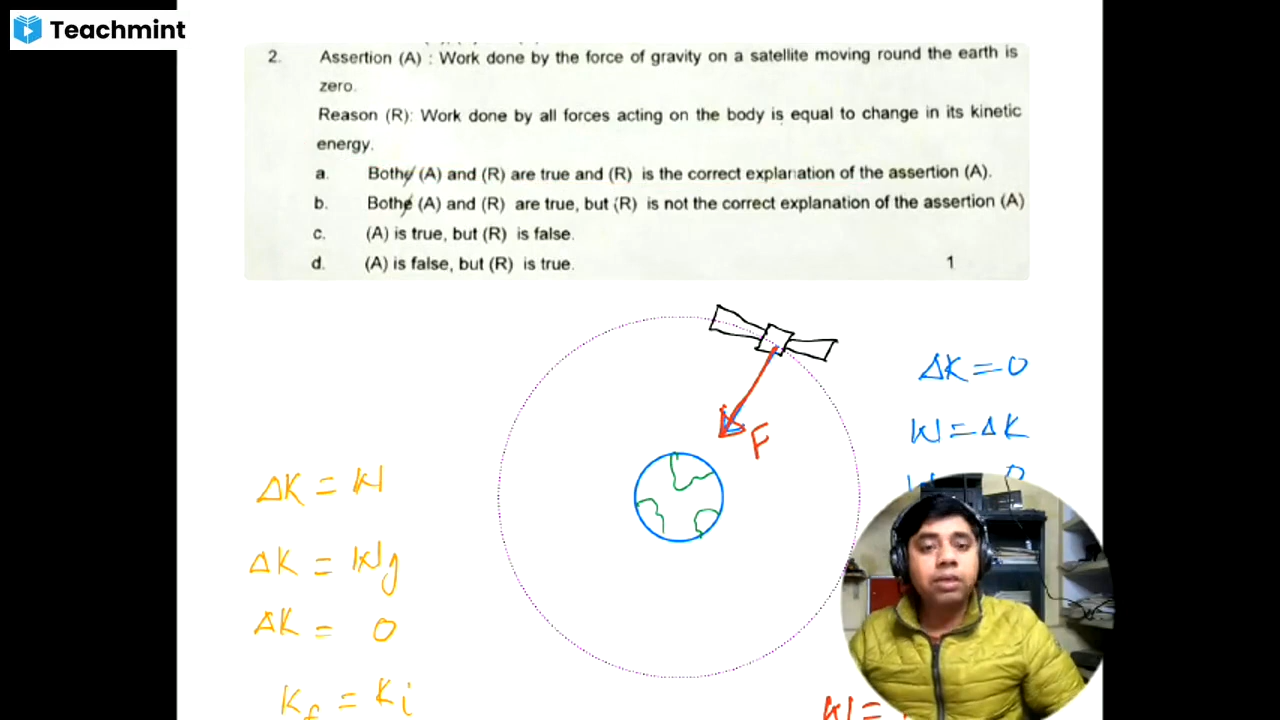 Teachmint
2. Assertion (A) : Work done by the force of gravity on a satellite moving round the earth is
zero.
Reason (R): Work done by all forces acting on the body is equal to change in its kinetic
energy.
a. Both (A) and (R) are true and (R) is the correct explanation of the assertion (A).
b. Both (A) and (R) are true, but (R) is not the correct explanation of the assertion (A)
c. (A) is true, but (R) is false.
d. (A) is false, but (R) is true. 1
ΔK = 0
W = ΔK
F
ΔK = W
ΔK = Wg
ΔK = 0
Kf = Ki
W =